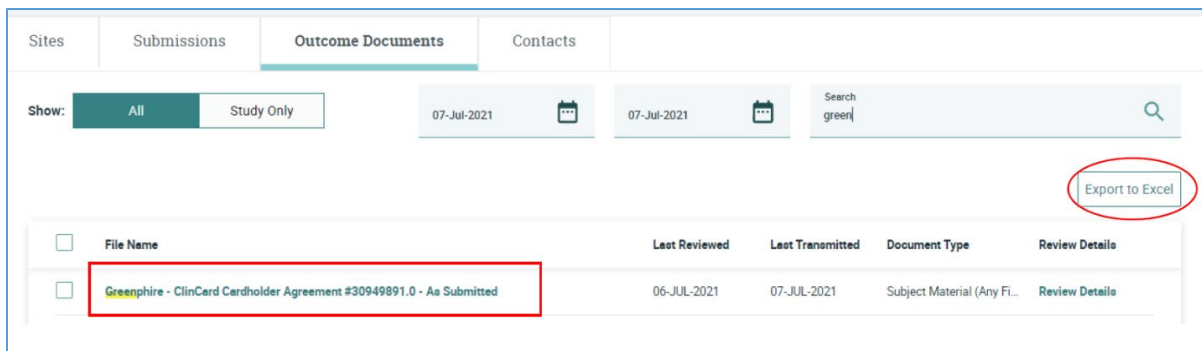 Sites Submissions Outcome Documents Contacts
Show: All Study Only 07-Jul-2021 07-Jul-2021 Search
green
Export to Excel
File Name Last Reviewed Last Transmitted Document Type Review Details
Greenphire - ClinCard Cardholder Agreement #30949891.0 - As Submitted 06-JUL-2021 07-JUL-2021 Subject Material (Any Fi... Review Details